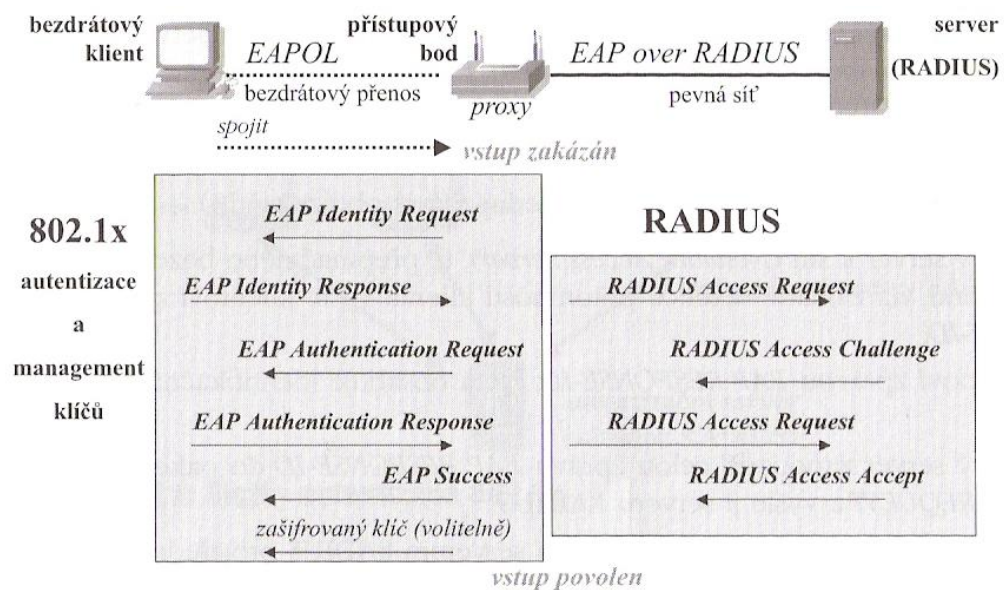 bezdrátový
klient
EAPOL
bezdrátový přenos
přístupový
bod
proxy
EAP over RADIUS
pevná síť
server
(RADIUS)
spojit
vstup zakázán
802.1x
autentizace
a
management
klíčů
RADIUS
EAP Identity Request
EAP Identity Response
RADIUS Access Request
EAP Authentication Request
RADIUS Access Challenge
EAP Authentication Response
RADIUS Access Request
EAP Success
RADIUS Access Accept
zašifrovaný klíč (volitelně)
vstup povolen